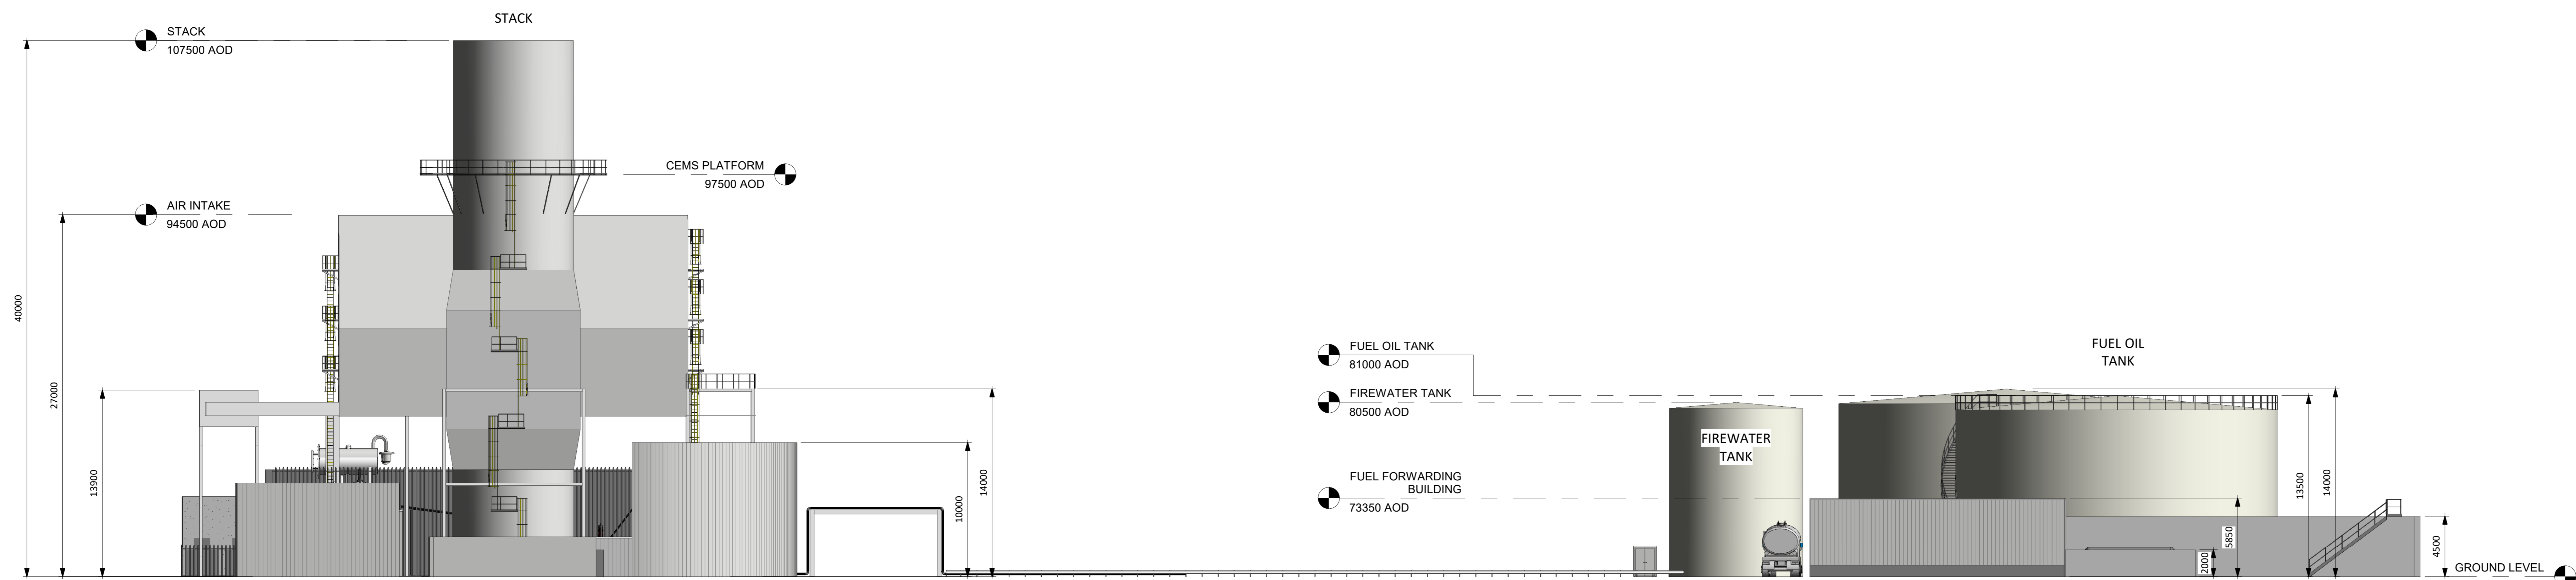 STACK
STACK
107500 AOD
CEMS PLATFORM
97500 AOD
AIR INTAKE
94500 AOD
40000
27000
13900
10000
14000
FUEL OIL TANK
81000 AOD
FIREWATER TANK
80500 AOD
FUEL FORWARDING
BUILDING
73350 AOD
FIREWATER
TANK
FUEL OIL
TANK
13500
14000
5850
2000
4500
GROUND LEVEL